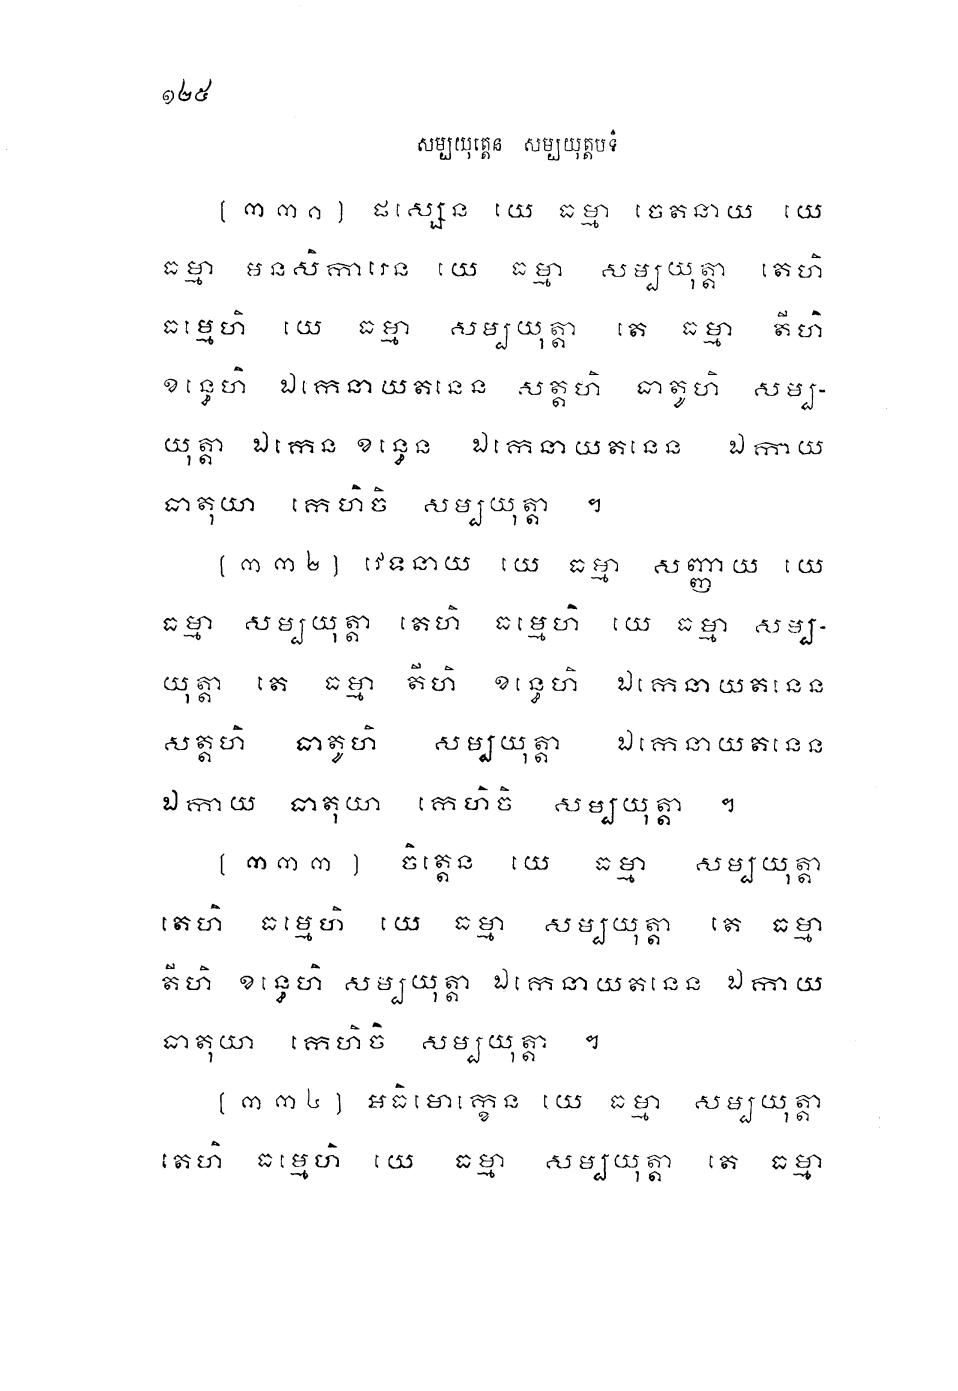 ១២៥
សម្បយុត្តេន សម្បយុត្តបទំ
(៣៣១) ផស្សេន យេ ធម្មា ចេតនាយ យេ
ធម្មា មនសិការេន យេ ធម្មា សម្បយុត្តា តេហិ
ធម្មេហិ យេ ធម្មា សម្បយុត្តា តេ ធម្មា តីហិ
ខន្ធេហិ ឯកេនាយតនេន សត្តហិ ធាតូហិ សម្ប-
យុត្តា ឯកេន ខន្ធេន ឯកេនាយតនេន ឯកាយ
ធាតុយា កេហិចិ សម្បយុត្តា ។
(៣៣២) វេទនាយ យេ ធម្មា សញ្ញាយ យេ
ធម្មា សម្បយុត្តា តេហិ ធម្មេហិ យេ ធម្មា សម្ប-
យុត្តា តេ ធម្មា តីហិ ខន្ធេហិ ឯកេនាយតនេន
សត្តហិ ធាតូហិ សម្បយុត្តា ឯកេនាយតនេន
ឯកាយ ធាតុយា កេហិចិ សម្បយុត្តា ។
(៣៣៣) ចិត្តេន យេ ធម្មា សម្បយុត្តា
តេហិ ធម្មេហិ យេ ធម្មា សម្បយុត្តា តេ ធម្មា
តីហិ ខន្ធេហិ សម្បយុត្តា ឯកេនាយតនេន ឯកាយ
ធាតុយា កេហិចិ សម្បយុត្តា ។
(៣៣៤) អធិមោក្ខេន យេ ធម្មា សម្បយុត្តា
តេហិ ធម្មេហិ យេ ធម្មា សម្បយុត្តា តេ ធម្មា